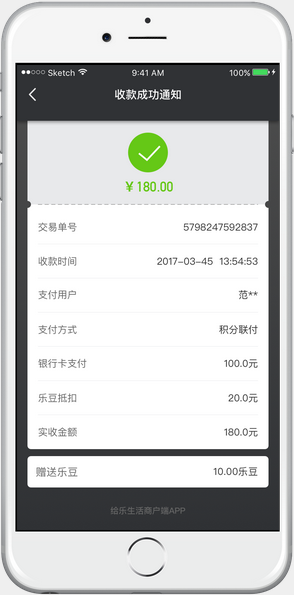 Sketch 9:41 AM 100%
收款成功通知
¥ 180.00
交易单号 5798247592837
收款时间 2017-03-45 13:54:53
支付用户 范**
支付方式 积分联付
银行卡支付 100.0元
乐豆抵扣 20.0元
实收金额 180.0元
赠送乐豆 10.00乐豆
给乐生活商户端APP